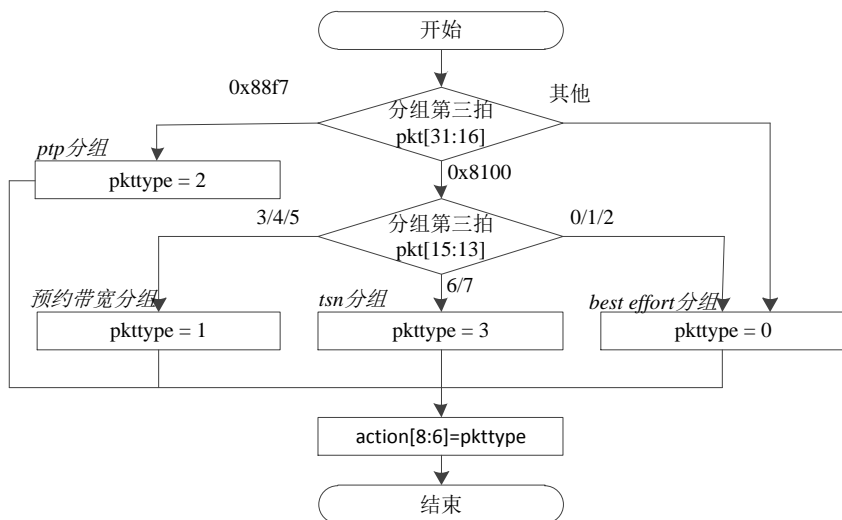 开始
0x88f7
其他
分组第三拍
pkt[31:16]
ptp分组
pkttype = 2
0x8100
3/4/5
分组第三拍
pkt[15:13]
0/1/2
6/7
预约带宽分组
tsn分组
best effort分组
pkttype = 1
pkttype = 3
pkttype = 0
action[8:6]=pkttype
结束